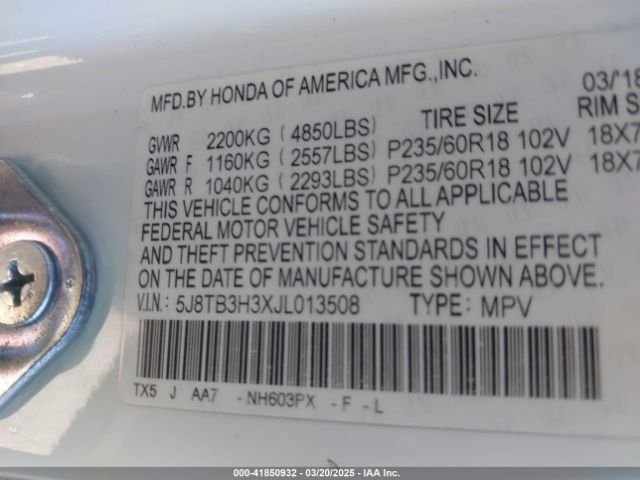 MFD.BY HONDA OF AMERICA MFG.,INC. 03/'18
TIRE SIZE RIM S
GVWR 2200KG ( 4850LBS)
GAWR F 1160KG ( 2557LBS) P235/60R18 102V 18X7
GAWR R 1040KG ( 2293LBS) P235/60R18 102V 18X7
THIS VEHICLE CONFORMS TO ALL APPLICABLE
FEDERAL MOTOR VEHICLE SAFETY
AND THEFT PREVENTION STANDARDS IN EFFECT
ON THE DATE OF MANUFACTURE SHOWN ABOVE.
V.I.N: 5J8TB3H3XJL013508 TYPE: MPV
TX5 J AA7 - NH603PX - F - L
000-41850932 — 03/20/2025 — IAA Inc.